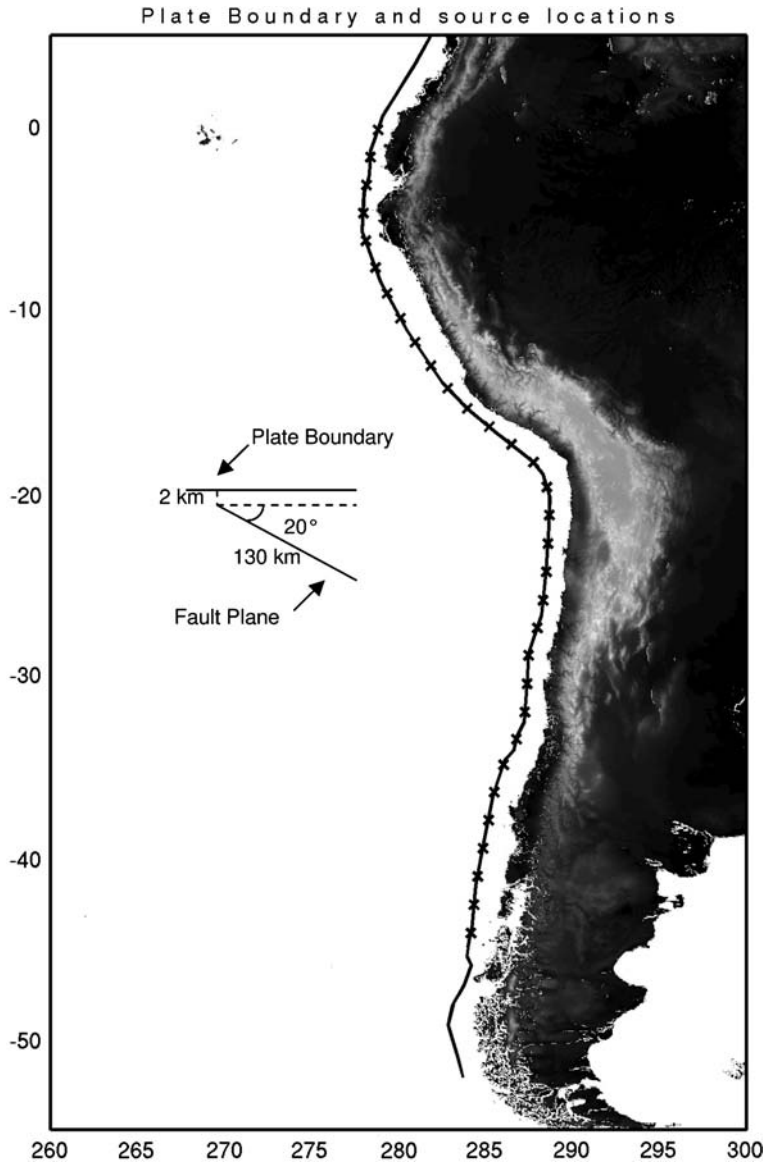 Plate Boundary and source locations
0
-10
Plate Boundary
2 km
-20
20°
130 km
Fault Plane
-30
-40
-50
260 265 270 275 280 285 290 295 300